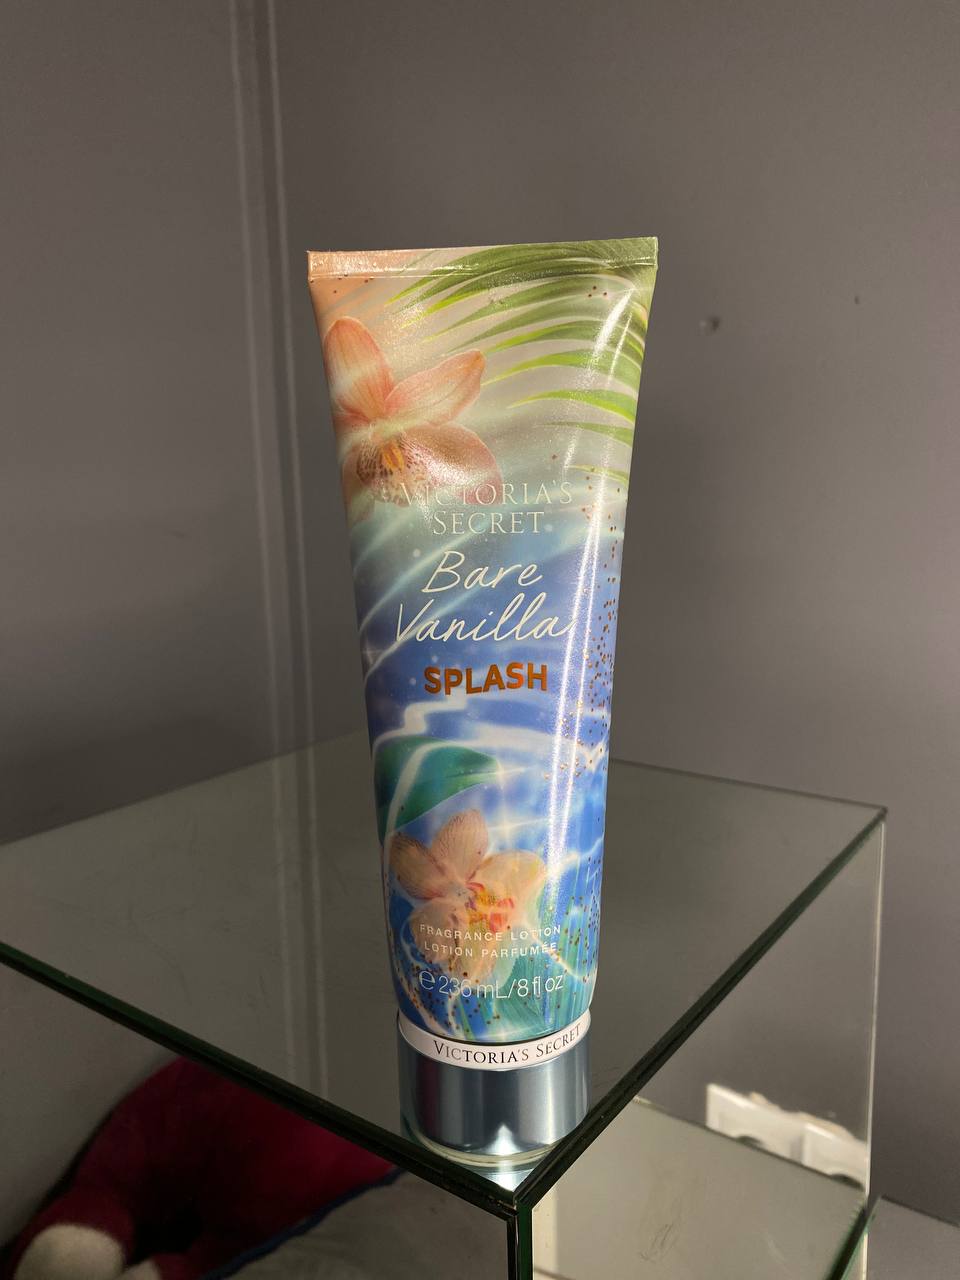 VICTORIA'S
SECRET
Bare
Vanilla
SPLASH
FRAGRANCE LOTION
LOTION PARFUMÉE
℮ 236 mL/8 fl oz
VICTORIA'S SECRET